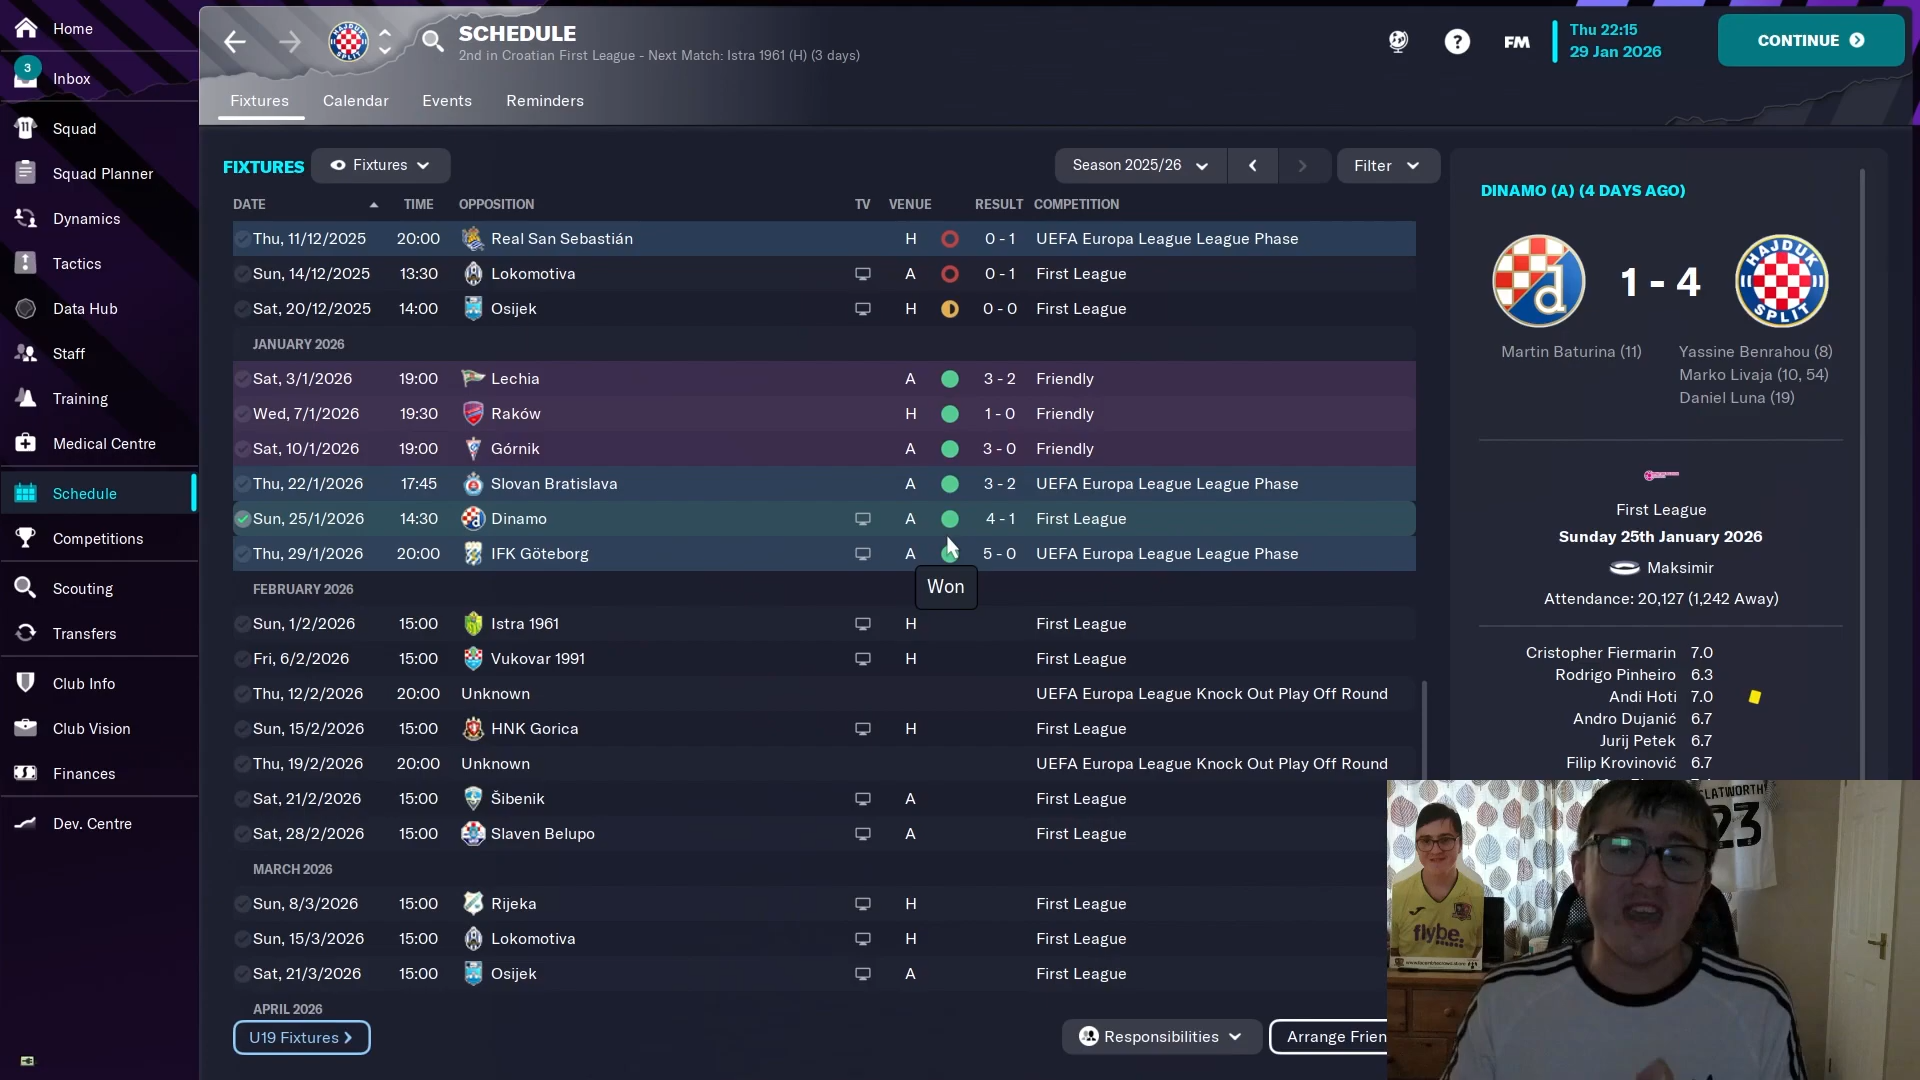 Home
3
Inbox
Squad
Squad Planner
Dynamics
Tactics
Data Hub
Staff
Training
Medical Centre
Schedule
Competitions
Scouting
Transfers
Club Info
Club Vision
Finances
Dev. Centre
SCHEDULE
2nd in Croatian First League - Next Match: Istra 1961 (H) (3 days)
FM
Thu 22:15
29 Jan 2026
CONTINUE
Fixtures Calendar Events Reminders
FIXTURES Fixtures Season 2025/26 Filter
DATE TIME OPPOSITION TV VENUE RESULT COMPETITION
Thu, 11/12/2025 20:00 Real San Sebastián H 0 - 1 UEFA Europa League League Phase
Sun, 14/12/2025 13:30 Lokomotiva A 0 - 1 First League
Sat, 20/12/2025 14:00 Osijek H 0 - 0 First League
JANUARY 2026
Sat, 3/1/2026 19:00 Lechia A 3 - 2 Friendly
Wed, 7/1/2026 19:30 Raków H 1 - 0 Friendly
Sat, 10/1/2026 19:00 Górnik A 3 - 0 Friendly
Thu, 22/1/2026 17:45 Slovan Bratislava A 3 - 2 UEFA Europa League League Phase
Sun, 25/1/2026 14:30 Dinamo A 4 - 1 First League
Thu, 29/1/2026 20:00 IFK Göteborg A 5 - 0 UEFA Europa League League Phase
FEBRUARY 2026
Won
Sun, 1/2/2026 15:00 Istra 1961 H First League
Fri, 6/2/2026 15:00 Vukovar 1991 H First League
Thu, 12/2/2026 20:00 Unknown UEFA Europa League Knock Out Play Off Round
Sun, 15/2/2026 15:00 HNK Gorica H First League
Thu, 19/2/2026 20:00 Unknown UEFA Europa League Knock Out Play Off Round
Sat, 21/2/2026 15:00 Šibenik A First League
Sat, 28/2/2026 15:00 Slaven Belupo A First League
MARCH 2026
Sun, 8/3/2026 15:00 Rijeka H First League
Sun, 15/3/2026 15:00 Lokomotiva H First League
Sat, 21/3/2026 15:00 Osijek A First League
APRIL 2026
U19 Fixtures
Responsibilities
Arrange Frien
DINAMO (A) (4 DAYS AGO)
1 - 4
HAJDUK
SPLIT
Martin Baturina (11)
Yassine Benrahou (8)
Marko Livaja (10, 54)
Daniel Luna (19)
First League
Sunday 25th January 2026
Maksimir
Attendance: 20,127 (1,242 Away)
Cristopher Fiermarin 7.0
Rodrigo Pinheiro 6.3
Andi Hoti 7.0
Andro Dujanić 6.7
Jurij Petek 6.7
Filip Krovinović 6.7
LATWORTH
23
flybe.